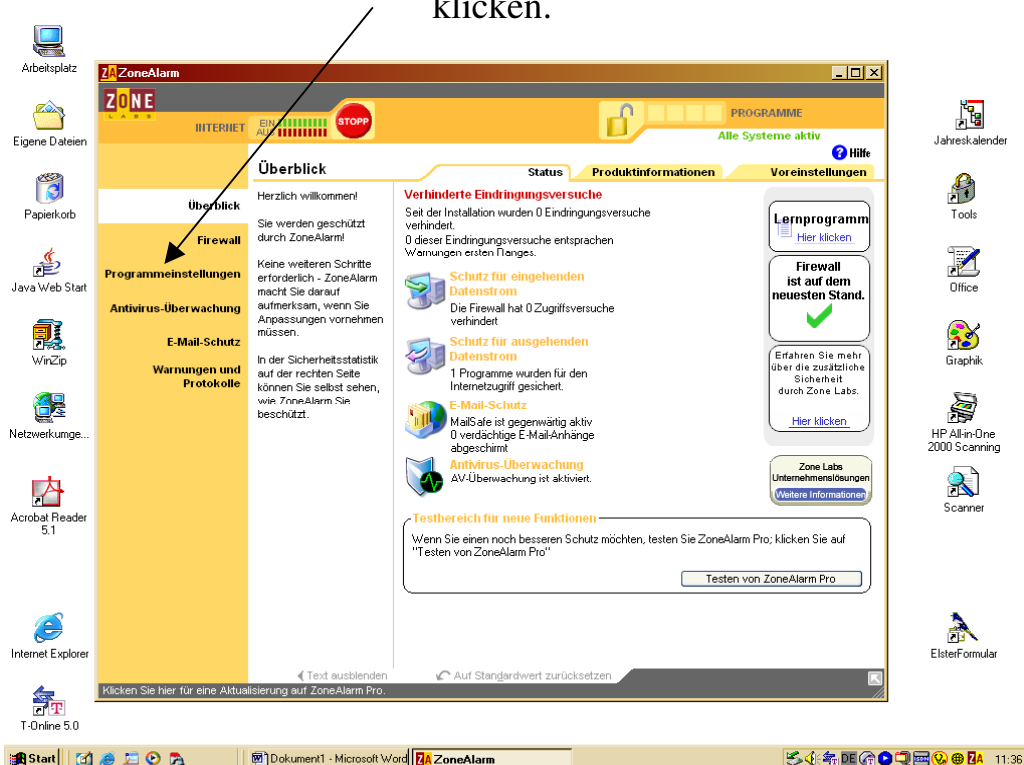 klicken.
Arbeitsplatz
Eigene Dateien
Papierkorb
Java Web Start
WinZip
Netzwerkumge...
Acrobat Reader
5.1
Internet Explorer
T-Online 5.0
ZA ZoneAlarm
ZONE
LABS
INTERNET
EIN
AUS
STOPP
PROGRAMME
Alle Systeme aktiv
? Hilfe
Überblick
Status
Produktinformationen
Voreinstellungen
Überblick
Firewall
Programmeinstellungen
Antivirus-Überwachung
E-Mail-Schutz
Warnungen und
Protokolle
Herzlich willkommen!
Sie werden geschützt
durch ZoneAlarm!
Keine weiteren Schritte
erforderlich - ZoneAlarm
macht Sie darauf
aufmerksam, wenn Sie
Anpassungen vornehmen
müssen.
In der Sicherheitsstatistik
auf der rechten Seite
können Sie selbst sehen,
wie ZoneAlarm Sie
beschützt.
Verhinderte Eindringungsversuche
Seit der Installation wurden 0 Eindringungsversuche
verhindert.
0 dieser Eindringungsversuche entsprachen
Warnungen ersten Ranges.
Schutz für eingehenden
Datenstrom
Die Firewall hat 0 Zugriffsversuche
verhindert
Schutz für ausgehenden
Datenstrom
1 Programme wurden für den
Internetzugriff gesichert.
E-Mail-Schutz
MailSafe ist gegenwärtig aktiv
0 verdächtige E-Mail-Anhänge
abgeschirmt
Antivirus-Überwachung
AV-Überwachung ist aktiviert.
Lernprogramm
Hier klicken
Firewall
ist auf dem
neuesten Stand.
Erfahren Sie mehr
über die zusätzliche
Sicherheit
durch Zone Labs.
Hier klicken
Zone Labs
Unternehmenslösungen
Weitere Informationen
Testbereich für neue Funktionen
Wenn Sie einen noch besseren Schutz möchten, testen Sie ZoneAlarm Pro; klicken Sie auf
"Testen von ZoneAlarm Pro"
Testen von ZoneAlarm Pro
Text ausblenden
Auf Standardwert zurücksetzen
Klicken Sie hier für eine Aktualisierung auf ZoneAlarm Pro.
Jahreskalender
Tools
Office
Graphik
HP All-in-One
2000 Scanning
Scanner
ElsterFormular
Start
Dokument1 - Microsoft Word
ZA ZoneAlarm
DE
ZA
11:36